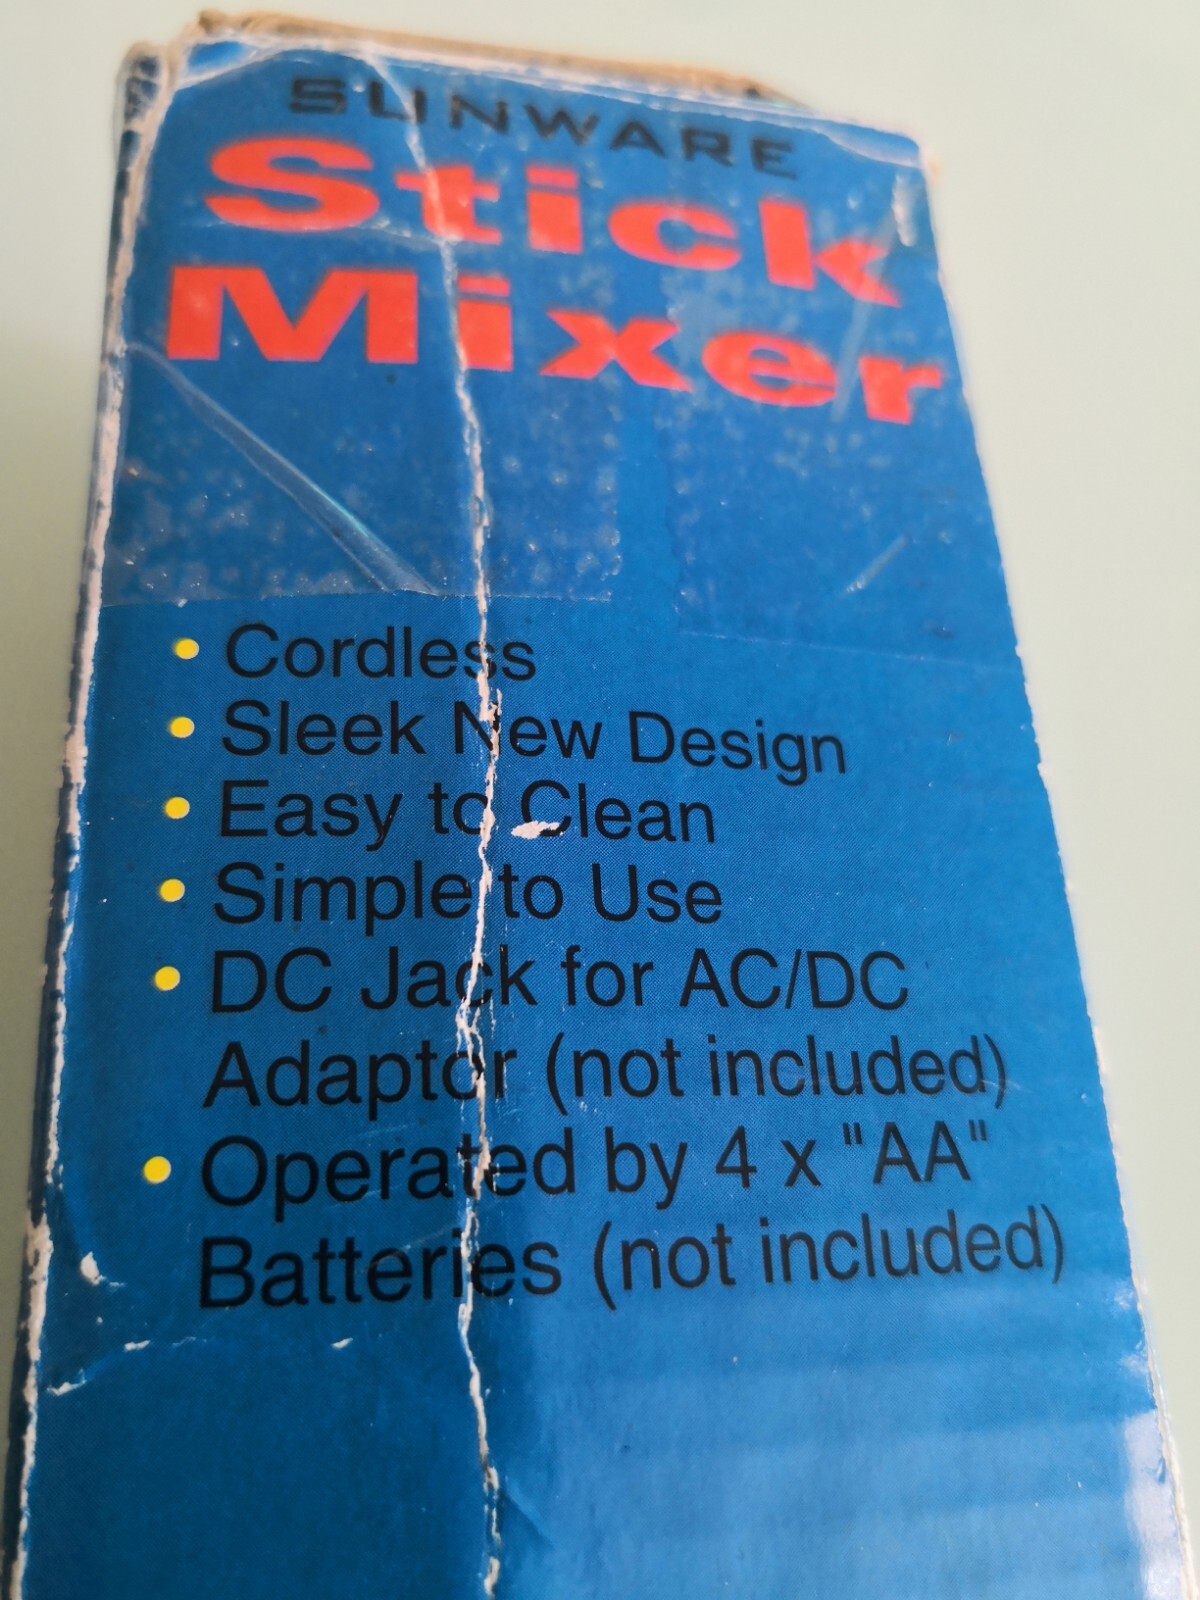 SUNWARE
Stick
Mixer
• Cordless
• Sleek New Design
• Easy to Clean
• Simple to Use
• DC Jack for AC/DC
Adaptor (not included)
• Operated by 4 x "AA"
Batteries (not included)